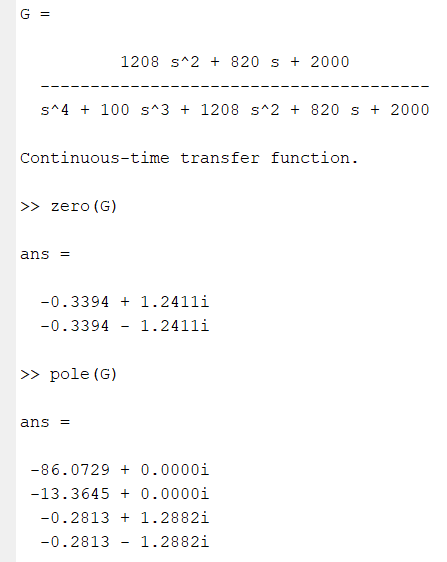 G =
1208 s^2 + 820 s + 2000
---------------------------------------
s^4 + 100 s^3 + 1208 s^2 + 820 s + 2000
Continuous-time transfer function.
>> zero(G)
ans =
-0.3394 + 1.2411i
-0.3394 - 1.2411i
>> pole(G)
ans =
-86.0729 + 0.0000i
-13.3645 + 0.0000i
-0.2813 + 1.2882i
-0.2813 - 1.2882i